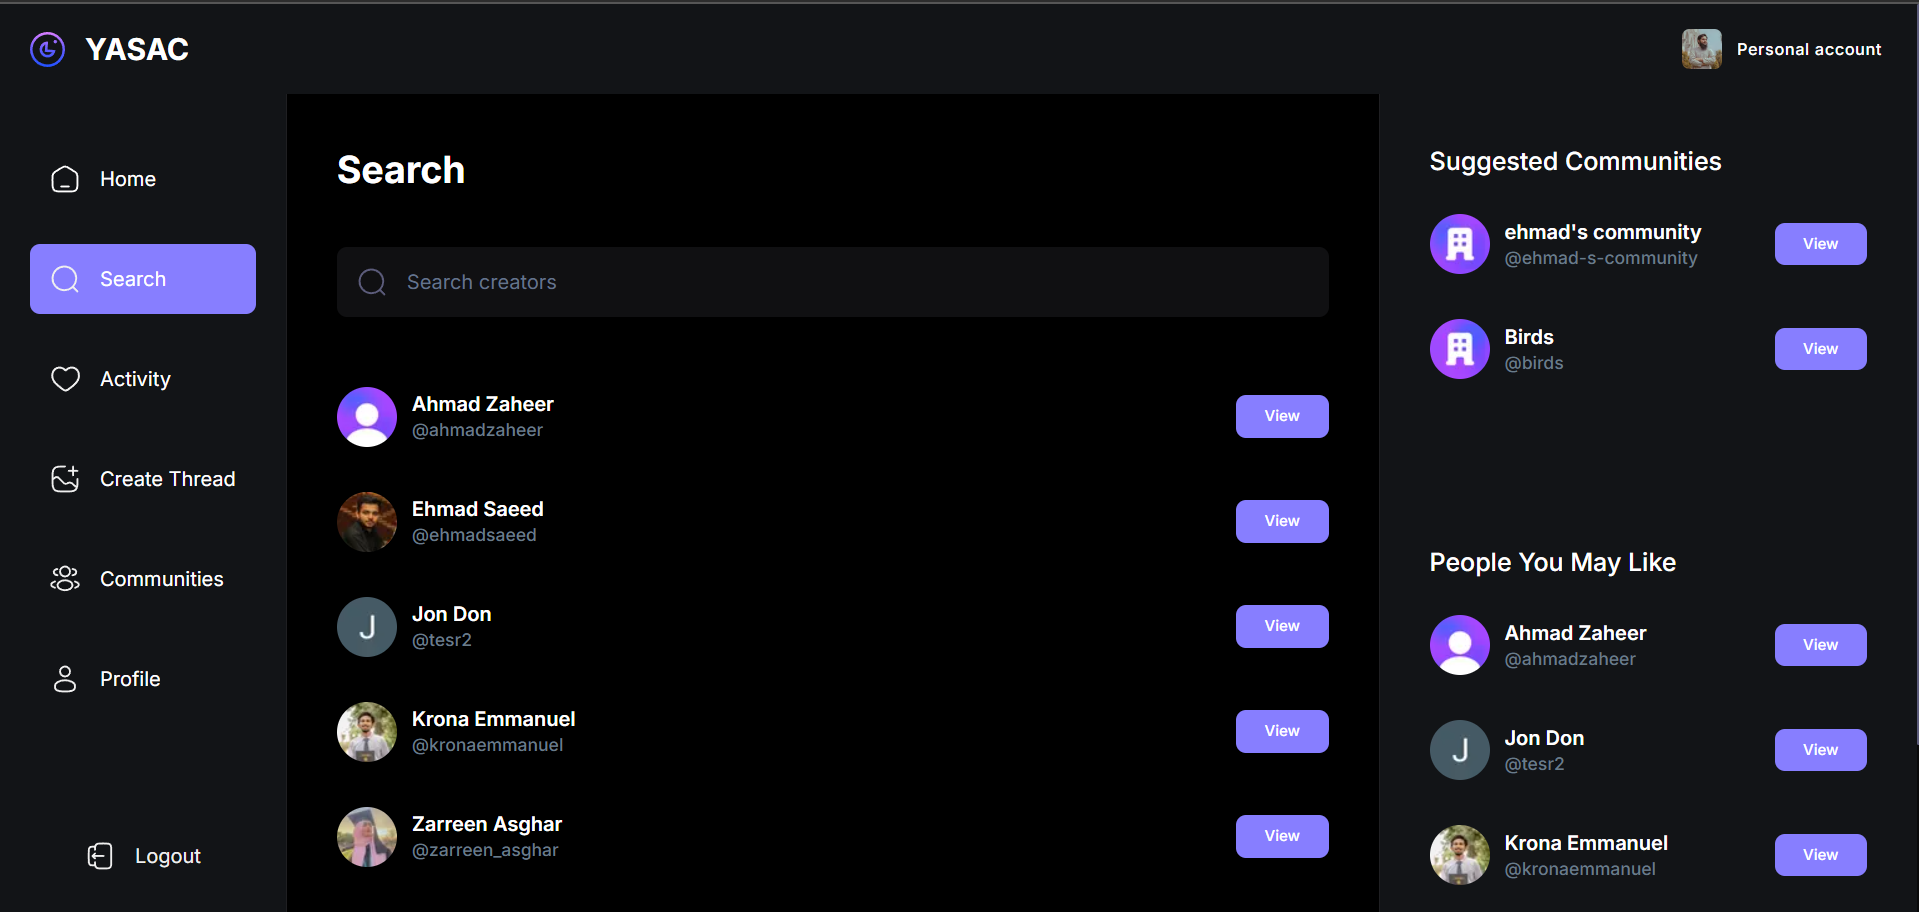 YASAC
Personal account
Home
Search
Activity
Create Thread
Communities
Profile
Logout
Search
Search creators
Ahmad Zaheer
@ahmadzaheer
View
Ehmad Saeed
@ehmadsaeed
View
J
Jon Don
@tesr2
View
Krona Emmanuel
@kronaemmanuel
View
Zarreen Asghar
@zarreen_asghar
View
Suggested Communities
ehmad's community
@ehmad-s-community
View
Birds
@birds
View
People You May Like
Ahmad Zaheer
@ahmadzaheer
View
J
Jon Don
@tesr2
View
Krona Emmanuel
@kronaemmanuel
View